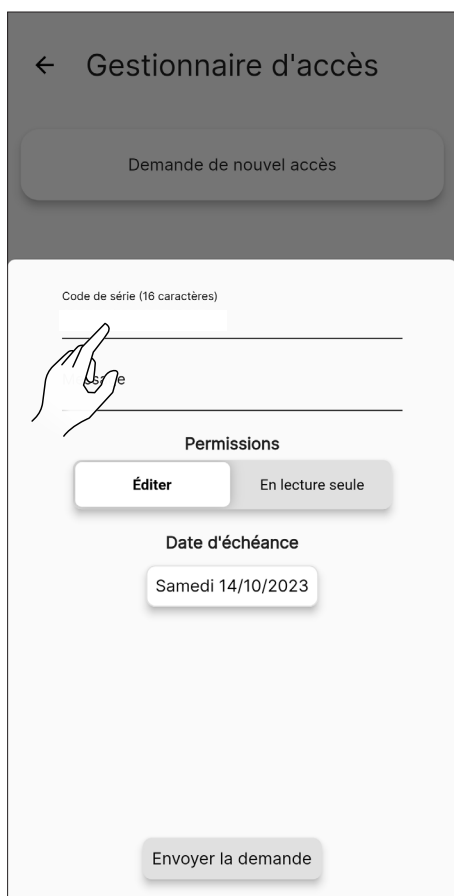 Gestionnaire d'accès
Demande de nouvel accès
Code de série (16 caractères)
Permissions
Éditer
En lecture seule
Date d'échéance
Samedi 14/10/2023
Envoyer la demande